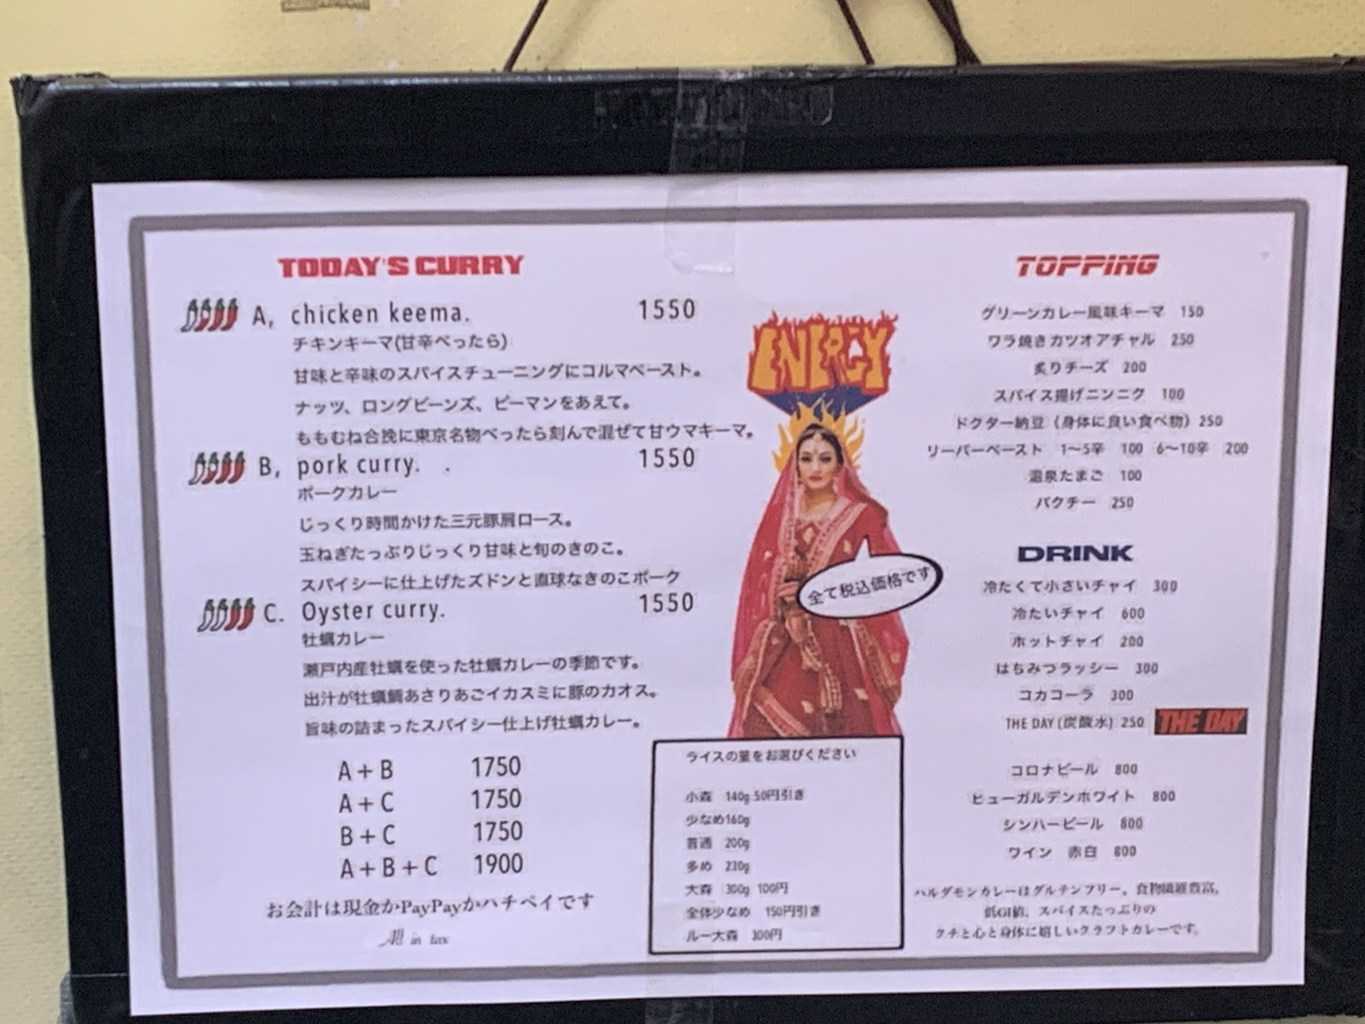 TODAY'S CURRY
A, chicken keema. 1550
チキンキーマ(甘辛べったら)
甘味と辛味のスパイスチューニングにコルマペースト。
ナッツ、ロングビーンズ、ピーマンをあえて。
ももむね合挽に東京名物べったら刻んで混ぜて甘ウマキーマ。
B, pork curry. . 1550
ポークカレー
じっくり時間かけた三元豚肩ロース。
玉ねぎたっぷりじっくり甘味と旬のきのこ。
スパイシーに仕上げたズドンと直球なきのこポーク
C. Oyster curry. 1550
牡蠣カレー
瀬戸内産牡蠣を使った牡蠣カレーの季節です。
出汁が牡蠣鯛あさりあごイカスミに豚のカオス。
旨味の詰まったスパイシー仕上げ牡蠣カレー。
A + B 1750
A + C 1750
B + C 1750
A + B + C 1900
お会計は現金かPayPayかハチペイです
All in tax
ENERGY
全て税込価格です
ライスの量をお選びください
小森 140g 50円引き
少なめ160g
普通 200g
多め 230g
大森 300g 100円
全体少なめ 150円引き
ルー大森 300円
TOPPING
グリーンカレー風味キーマ 150
ワラ焼きカツオアチャル 250
炙りチーズ 200
スパイス揚げニンニク 100
ドクター納豆（身体に良い食べ物）250
リーパーペースト 1〜5辛 100 6〜10辛 200
温泉たまご 100
パクチー 250
DRINK
冷たくて小さいチャイ 300
冷たいチャイ 600
ホットチャイ 200
はちみつラッシー 300
コカコーラ 300
THE DAY (炭酸水) 250 THE DAY
コロナビール 800
ヒューガルデンホワイト 800
シンハービール 800
ワイン 赤白 800
ハルダモンカレーはグルテンフリー、食物繊維豊富、
低GI値、スパイスたっぷりの
クチと心と身体に嬉しいクラフトカレーです。